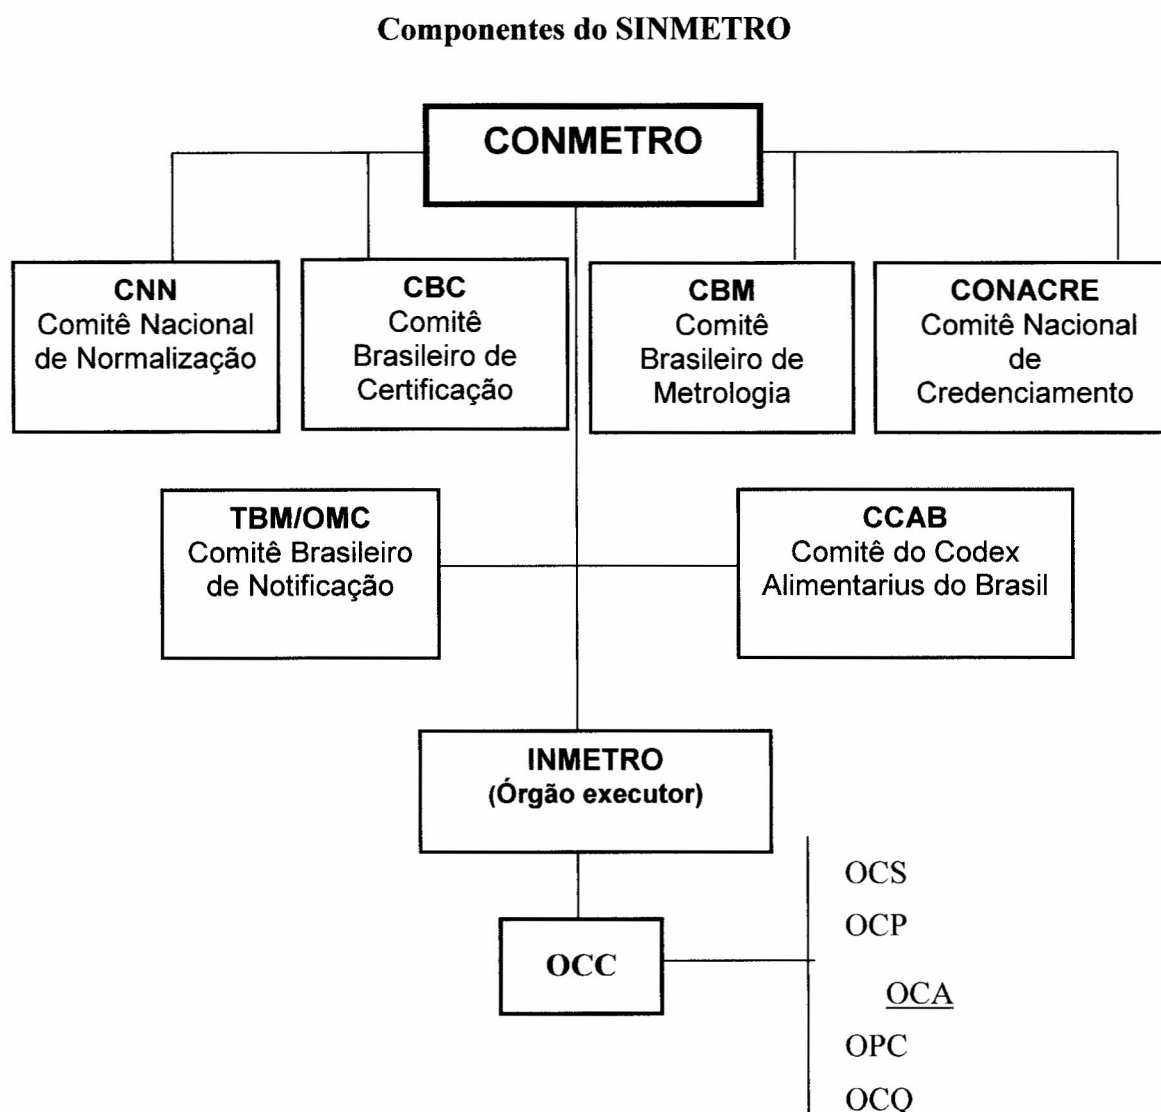 Componentes do SINMETRO
CONMETRO
CNN
Comitê Nacional
de Normalização
CBC
Comitê
Brasileiro de
Certificação
CBM
Comitê
Brasileiro de
Metrologia
CONACRE
Comitê Nacional
de
Credenciamento
TBM/OMC
Comitê Brasileiro
de Notificação
CCAB
Comitê do Codex
Alimentarius do Brasil
INMETRO
(Órgão executor)
OCC
OCS
OCP
OCA
OPC
OCQ